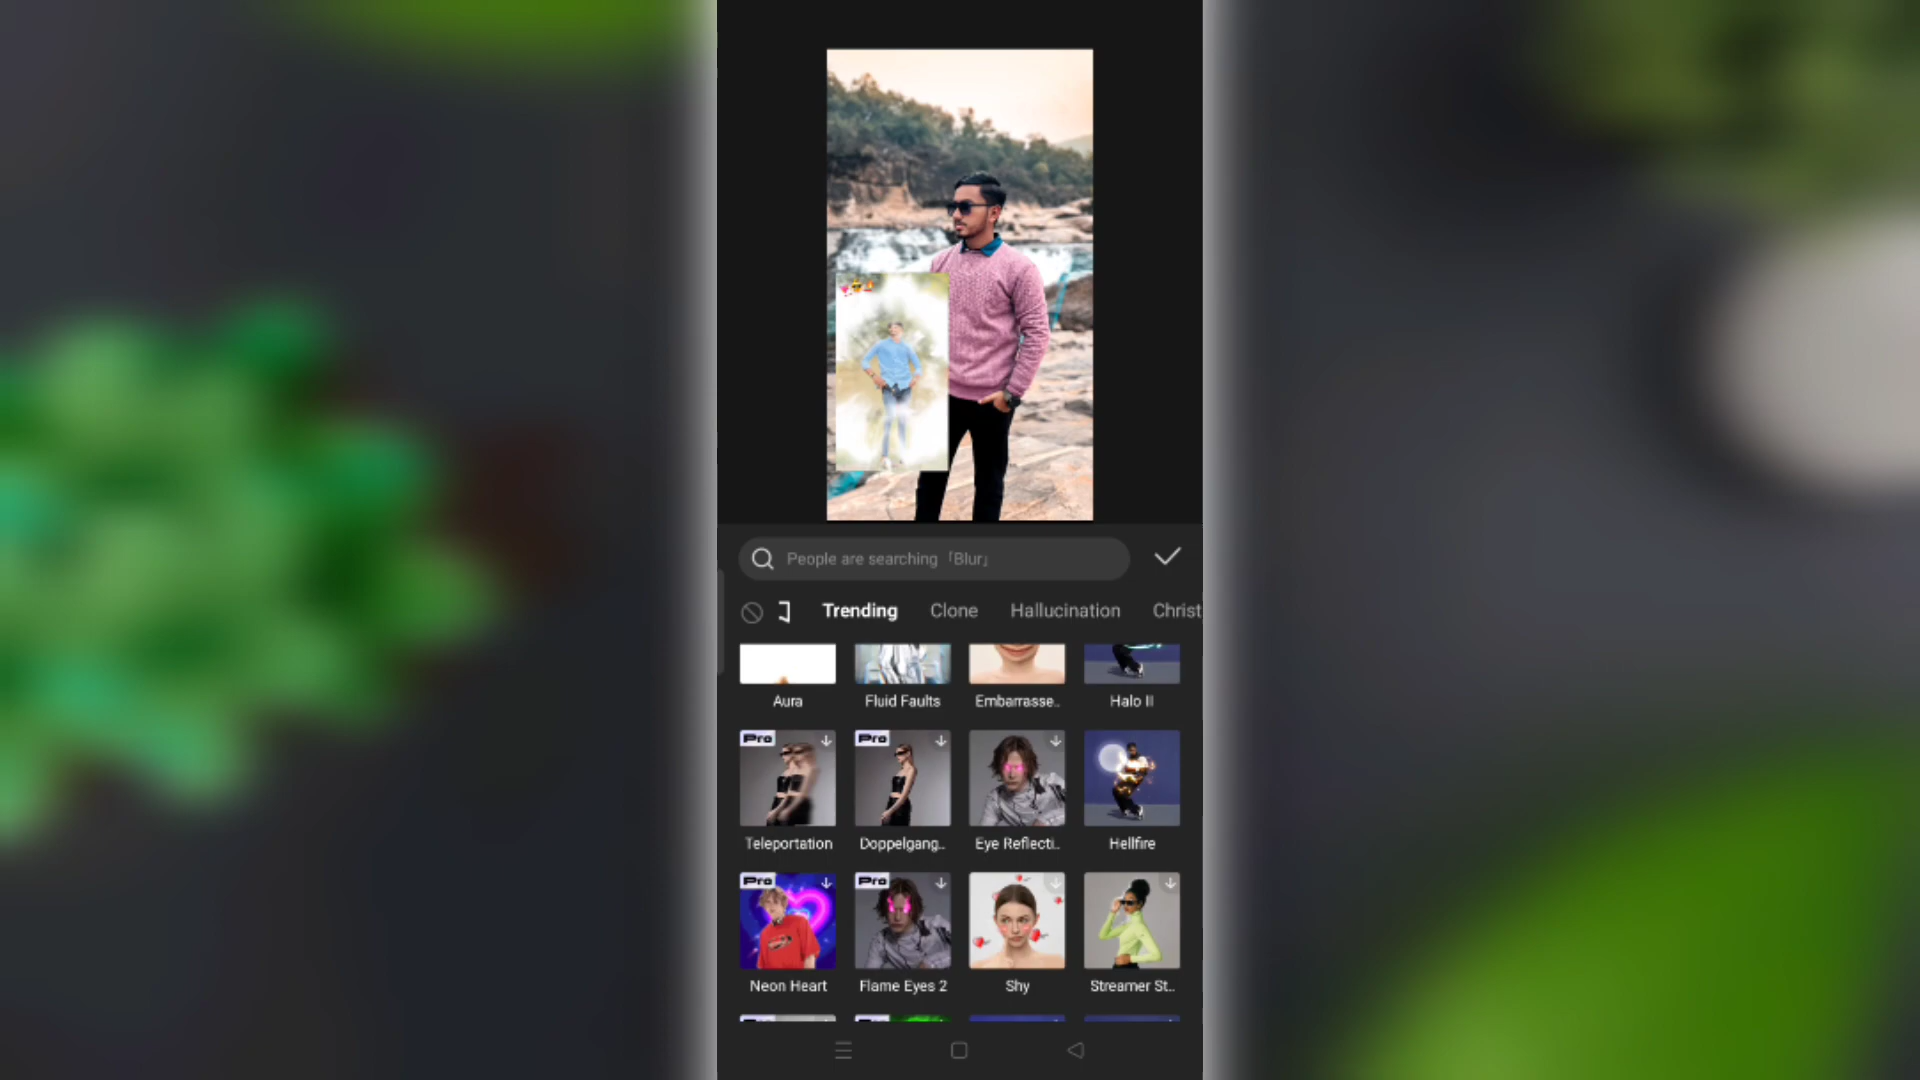 People are searching「Blur」
Trending Clone Hallucination Christ
Aura Fluid Faults Embarrasse.. Halo II
Pro Pro
Teleportation Doppelgang.. Eye Reflecti.. Hellfire
Pro Pro
Neon Heart Flame Eyes 2 Shy Streamer St..